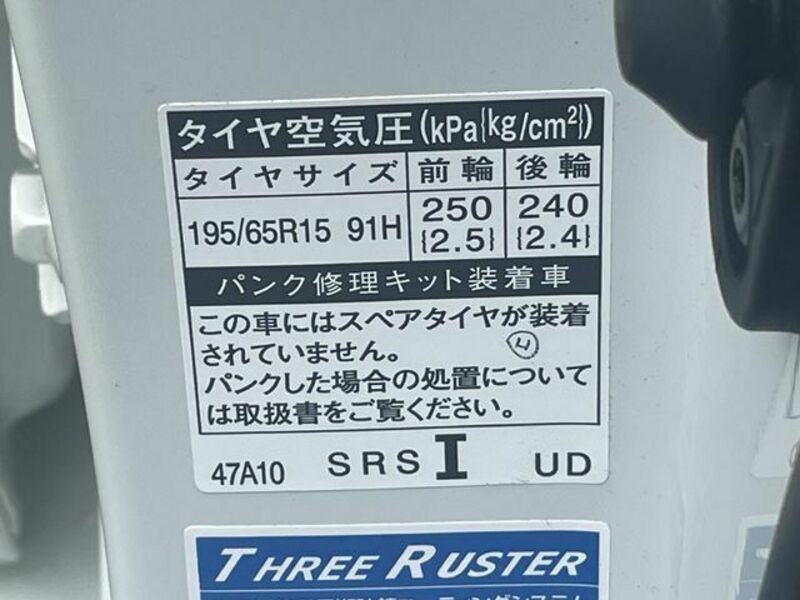 タイヤ空気圧(kPa{kg/cm²})
タイヤサイズ 前輪 後輪
195/65R15 91H 250 {2.5} 240 {2.4}
パンク修理キット装着車
この車にはスペアタイヤが装着
されていません。
パンクした場合の処置について
は取扱書をご覧ください。
47A10 SRS I UD
THREE RUSTER